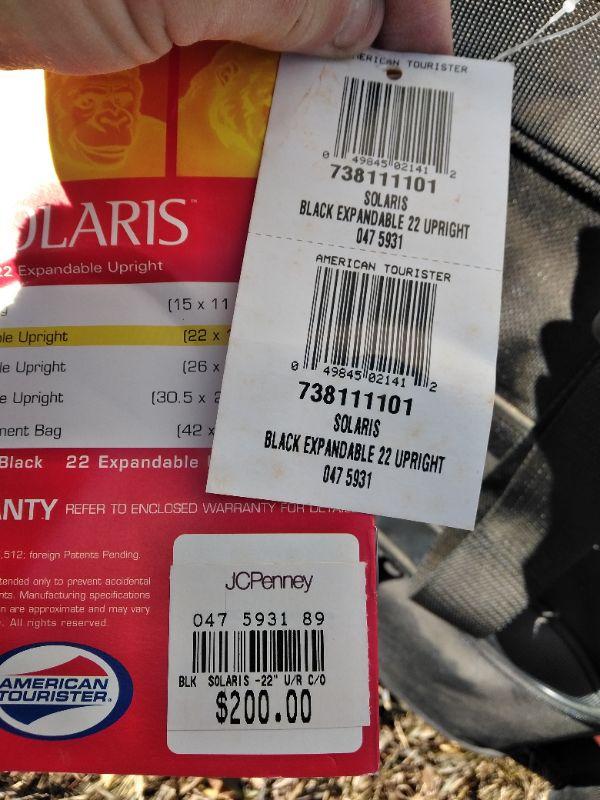 AMERICAN TOURISTER
0 49845 02141 2
738111101
SOLARIS
BLACK EXPANDABLE 22 UPRIGHT
047 5931
AMERICAN TOURISTER
0 49845 02141 2
738111101
SOLARIS
BLACK EXPANDABLE 22 UPRIGHT
047 5931
OLARIS™
22 Expandable Upright
(15 x 11
le Upright (22 x
le Upright (26 x
e Upright (30.5 x 2
ment Bag (42 x
Black 22 Expandable
ANTY REFER TO ENCLOSED WARRANTY FOR DETA
,512; foreign Patents Pending.
tended only to prevent accidental
nts. Manufacturing specifications
n are approximate and may vary
. All rights reserved.
AMERICAN
TOURISTER®
JCPenney
047 5931 89
BLK SOLARIS -22" U/R C/O
$200.00